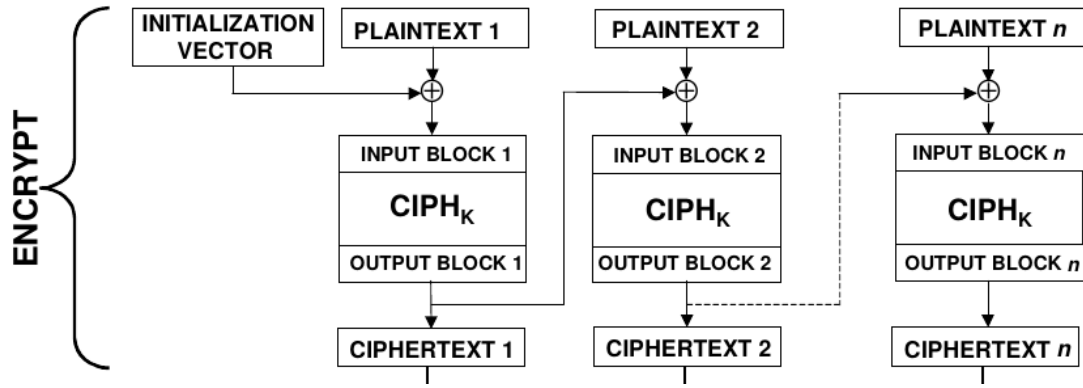 ENCRYPT
INITIALIZATION
VECTOR
PLAINTEXT 1
PLAINTEXT 2
PLAINTEXT n
INPUT BLOCK 1
INPUT BLOCK 2
INPUT BLOCK n
CIPHK
CIPHK
CIPHK
OUTPUT BLOCK 1
OUTPUT BLOCK 2
OUTPUT BLOCK n
CIPHERTEXT 1
CIPHERTEXT 2
CIPHERTEXT n